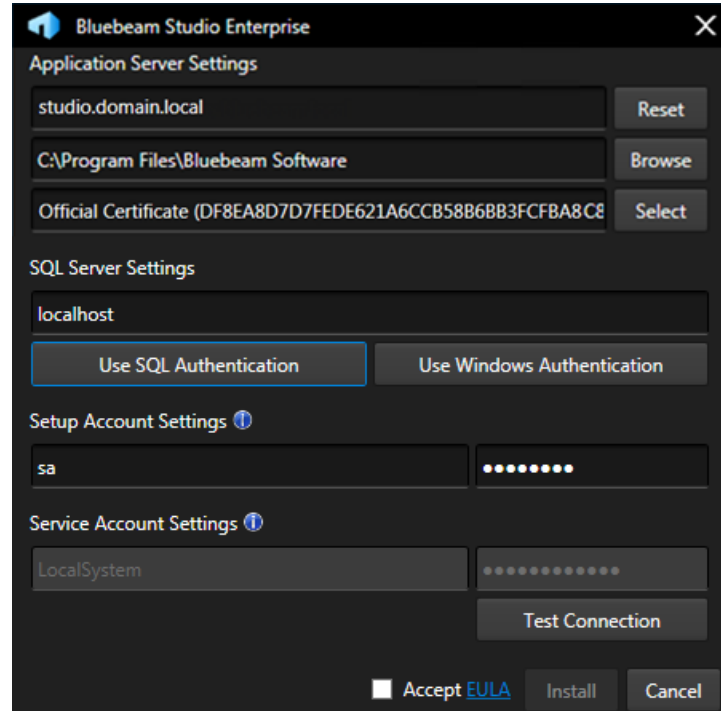 Bluebeam Studio Enterprise
Application Server Settings
studio.domain.local Reset
C:\Program Files\Bluebeam Software Browse
Official Certificate (DF8EA8D7D7FEDE621A6CCB58B6BB3FCFBA8C8 Select
SQL Server Settings
localhost
Use SQL Authentication Use Windows Authentication
Setup Account Settings
sa ••••••••
Service Account Settings
LocalSystem ••••••••••••
Test Connection
Accept EULA Install Cancel